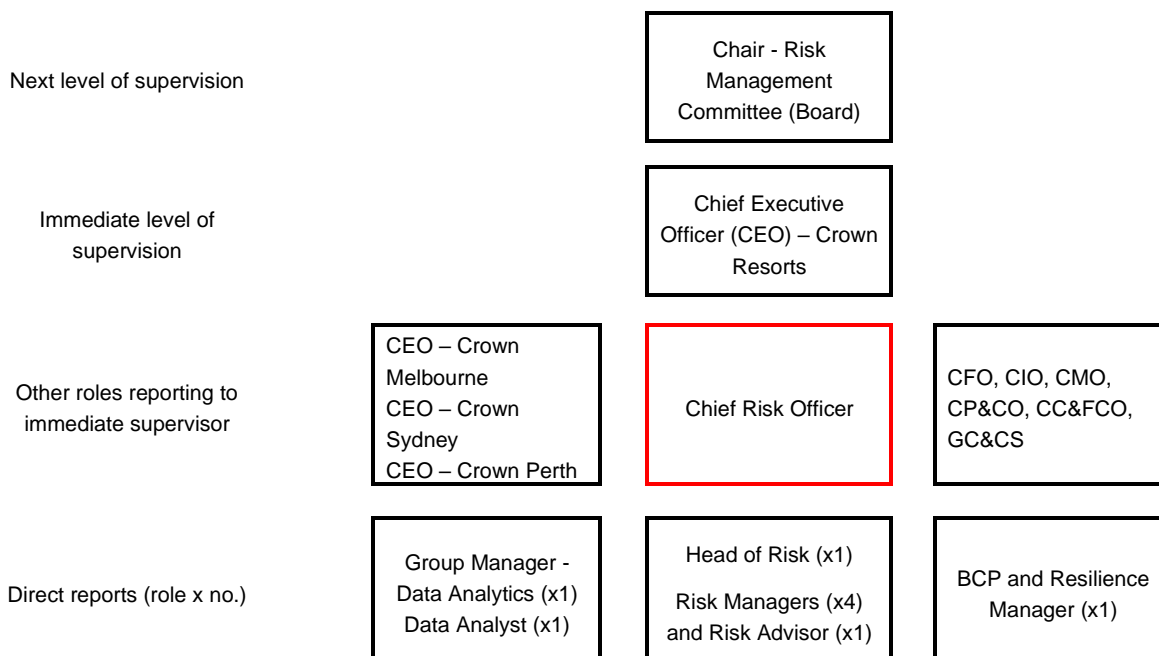 Next level of supervision
Chair - Risk
Management
Committee (Board)
Immediate level of
supervision
Chief Executive
Officer (CEO) – Crown
Resorts
Other roles reporting to
immediate supervisor
CEO – Crown
Melbourne
CEO – Crown
Sydney
CEO – Crown Perth
Chief Risk Officer
CFO, CIO, CMO,
CP&CO, CC&FCO,
GC&CS
Direct reports (role x no.)
Group Manager -
Data Analytics (x1)
Data Analyst (x1)
Head of Risk (x1)
Risk Managers (x4)
and Risk Advisor (x1)
BCP and Resilience
Manager (x1)